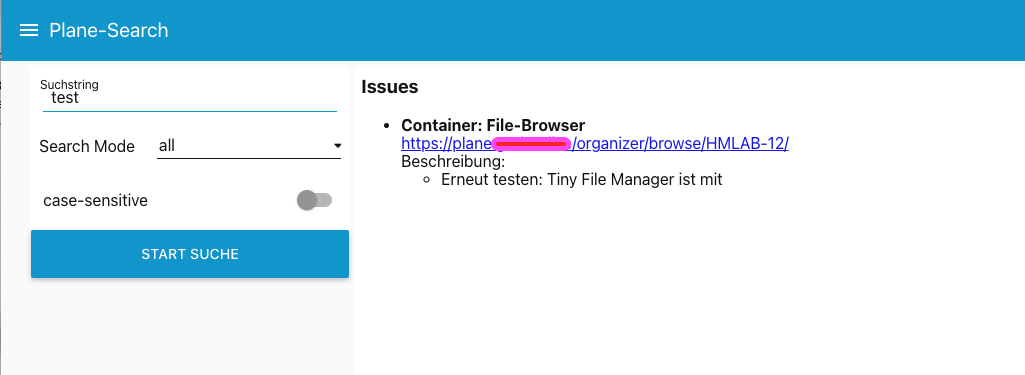 Plane-Search
Suchstring
test
Search Mode
all
case-sensitive
START SUCHE
Issues
Container: File-Browser
https://plane /organizer/browse/HMLAB-12/
Beschreibung:
Erneut testen: Tiny File Manager ist mit